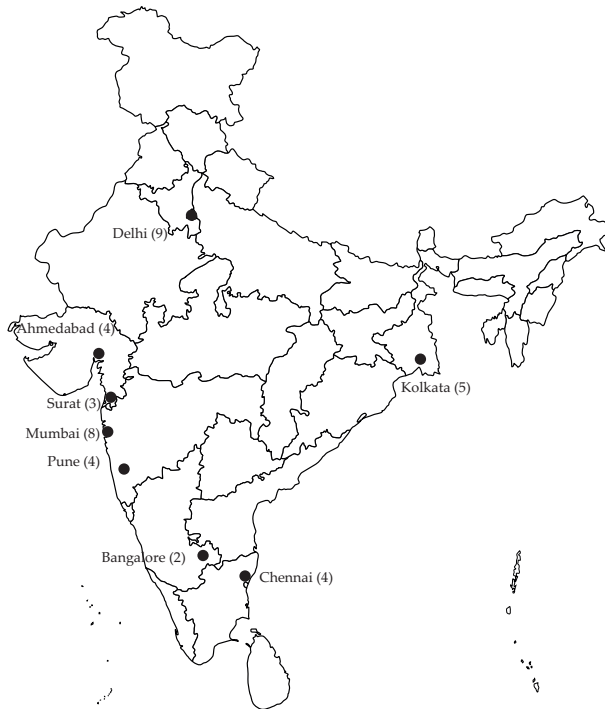 Delhi (9)
Ahmedabad (4)
Kolkata (5)
Surat (3)
Mumbai (8)
Pune (4)
Bangalore (2)
Chennai (4)